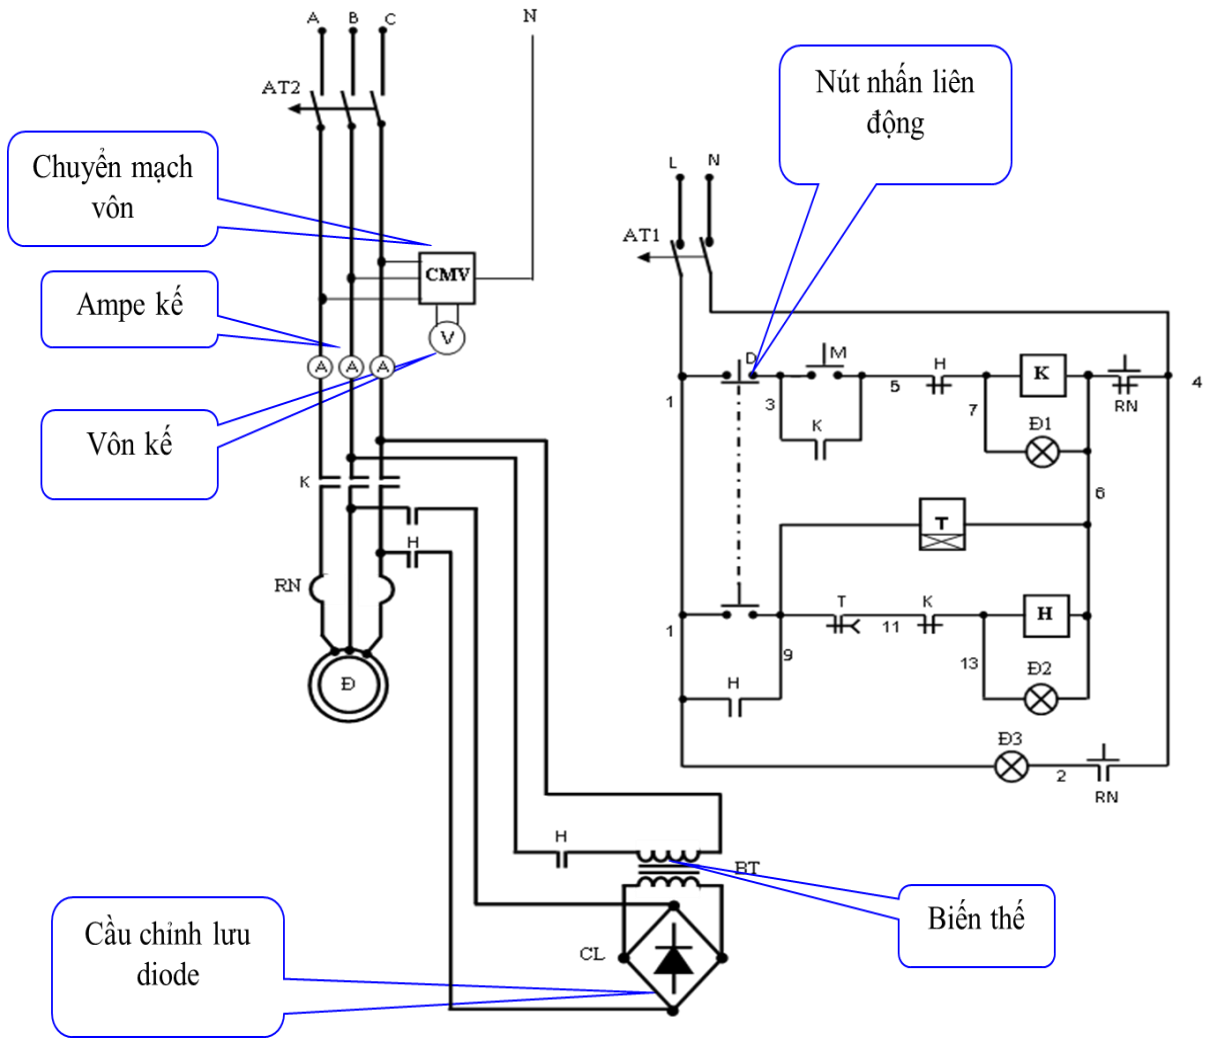 A B C N
AT2
Nút nhấn liên
động
Chuyển mạch
vôn
L N
AT1
CMV
Ampe kế
V
A A A
D M H K RN
1 3 5 7 4
Vôn kế
K Đ1
K
6
T
H
RN
T K H
1 9 11 13
Đ
H Đ2
Đ3
2
RN
H
BT
Biến thế
Cầu chỉnh lưu
diode
CL